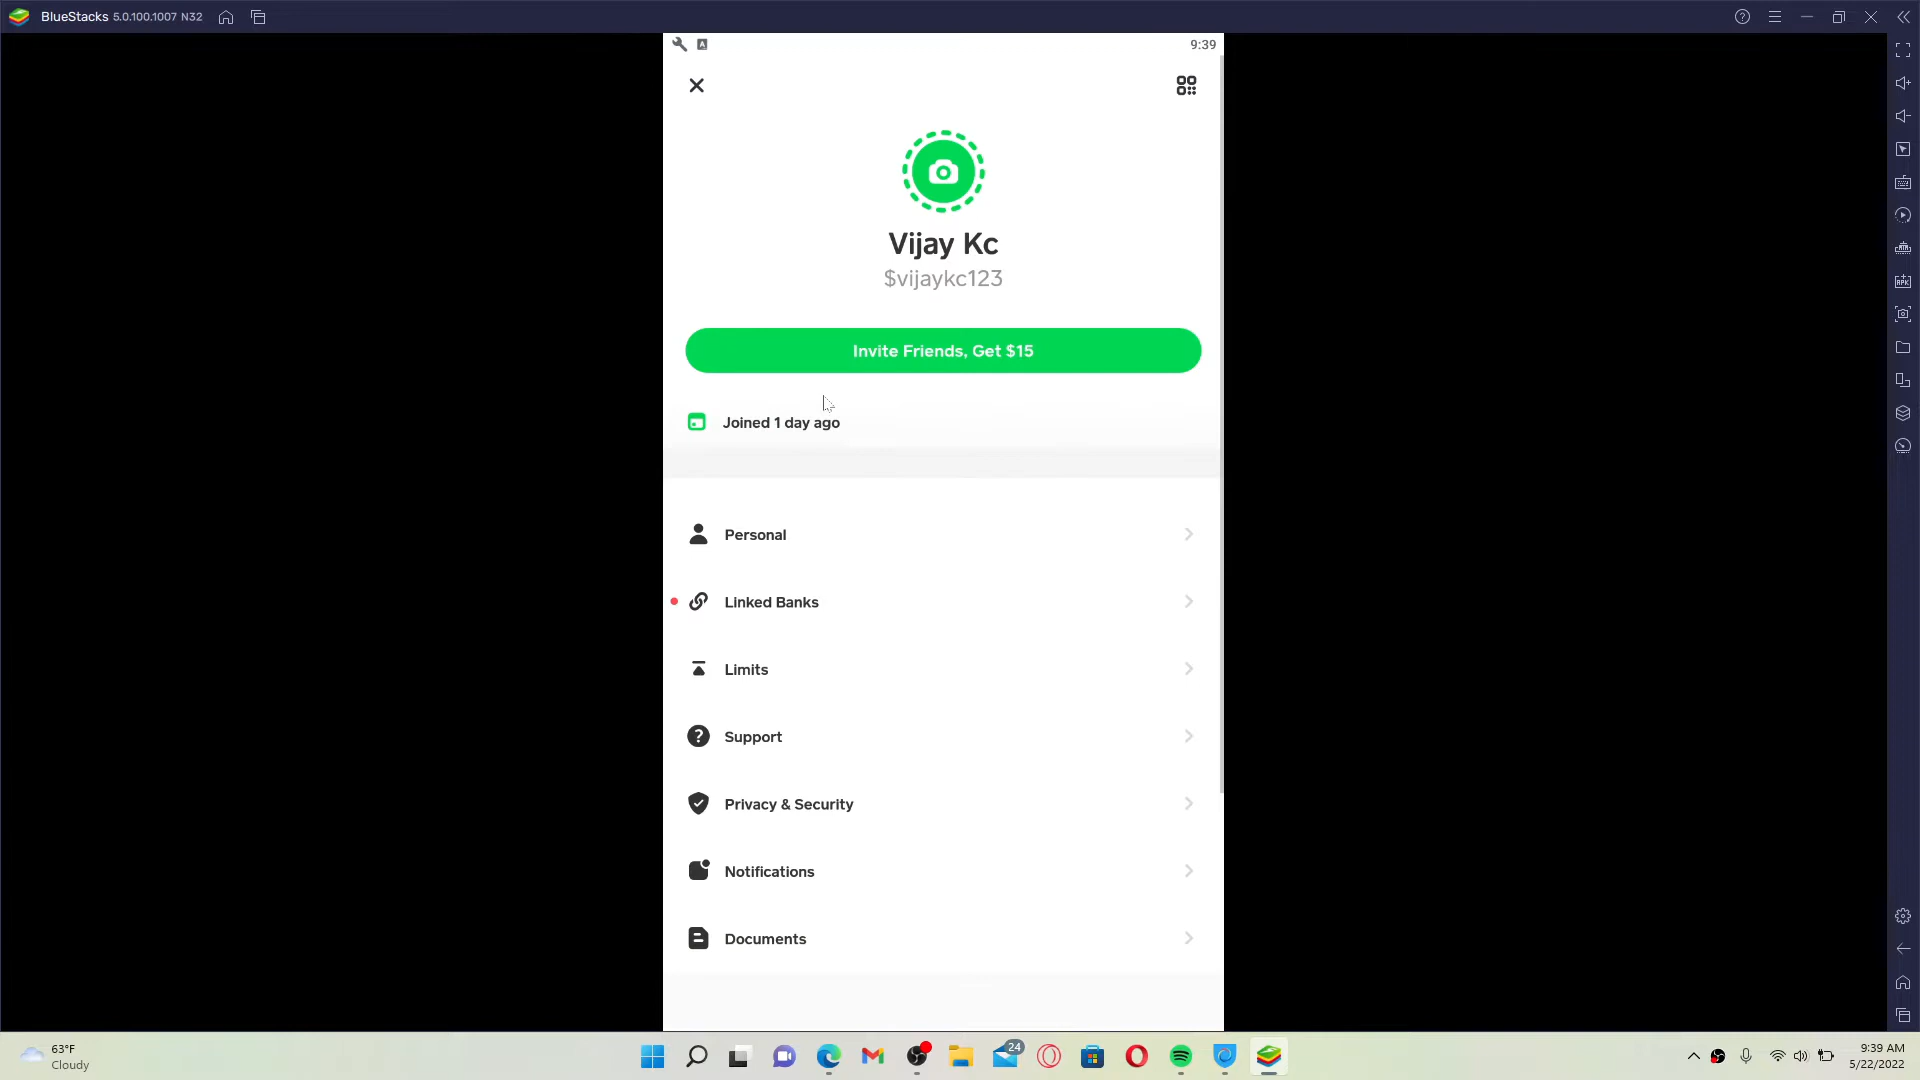 BlueStacks 5.0.100.1007 N32
9:39
Vijay Kc
$vijaykc123
Invite Friends, Get $15
Joined 1 day ago
Personal
Linked Banks
Limits
Support
Privacy & Security
Notifications
Documents
63°F
Cloudy
24
9:39 AM
5/22/2022